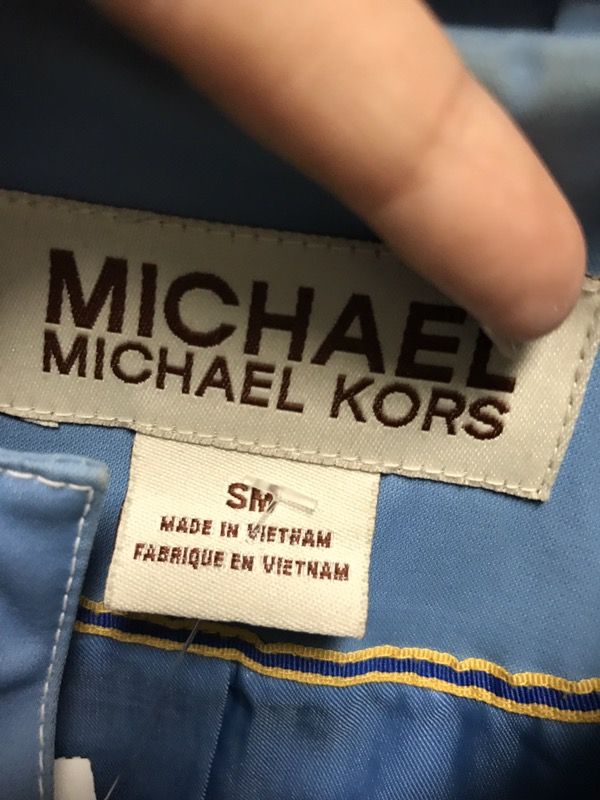 MICHAEL
MICHAEL KORS
SM
MADE IN VIETNAM
FABRIQUE EN VIETNAM